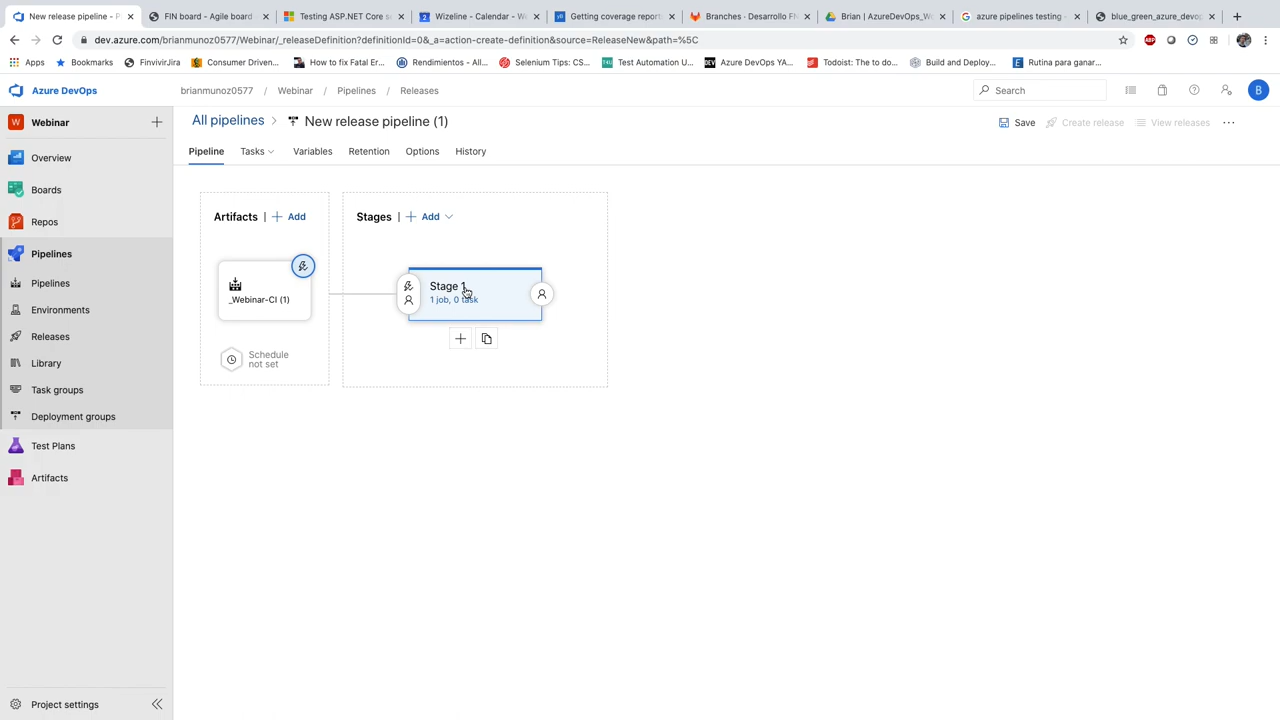 New release pipeline - P
FIN board - Agile board
Testing ASP.NET Core s
Wizeline - Calendar - We
Getting coverage report
Branches · Desarrollo FN
Brian | AzureDevOps_W
azure pipelines testing -
blue_green_azure_devop
dev.azure.com/brianmunoz0577/Webinar/_releaseDefinition?definitionId=0&_a=action-create-definition&source=ReleaseNew&path=%5C
ABP
Apps
Bookmarks
FinvivirJira
Consumer Driven...
How to fix Fatal Er...
Rendimientos - All...
Selenium Tips: CS...
Test Automation U...
Azure DevOps YA...
Todoist: The to do...
Build and Deploy...
Rutina para ganar...
Azure DevOps
brianmunoz0577 / Webinar / Pipelines / Releases
Search
B
W Webinar
All pipelines > New release pipeline (1)
Save
Create release
View releases
Pipeline
Tasks
Variables
Retention
Options
History
Overview
Boards
Repos
Pipelines
Pipelines
Environments
Releases
Library
Task groups
Deployment groups
Test Plans
Artifacts
Project settings
Artifacts | + Add
Stages | + Add
_Webinar-CI (1)
Schedule
not set
Stage 1
1 job, 0 task